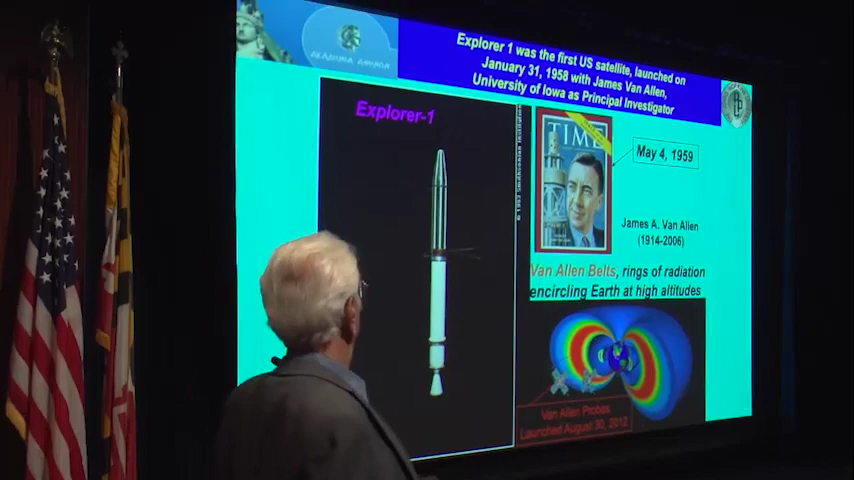 AKAΔHMIA AΘHNΩN
Explorer 1 was the first US satellite, launched on
January 31, 1958 with James Van Allen,
University of Iowa as Principal Investigator
Explorer-1
TIME
May 4, 1959
James A. Van Allen
(1914-2006)
Van Allen Belts, rings of radiation
encircling Earth at high altitudes
Van Allen Probes
Launched August 30, 2012